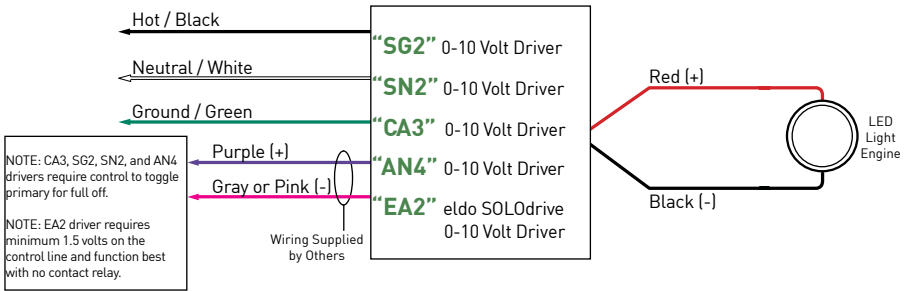 Hot / Black
Neutral / White
Ground / Green
Purple (+)
Gray or Pink (-)
NOTE: CA3, SG2, SN2, and AN4
drivers require control to toggle
primary for full off.
NOTE: EA2 driver requires
minimum 1.5 volts on the
control line and function best
with no contact relay.
Wiring Supplied
by Others
"SG2" 0-10 Volt Driver
"SN2" 0-10 Volt Driver
"CA3" 0-10 Volt Driver
"AN4" 0-10 Volt Driver
"EA2" eldo SOLOdrive
0-10 Volt Driver
Red (+)
Black (-)
LED
Light
Engine